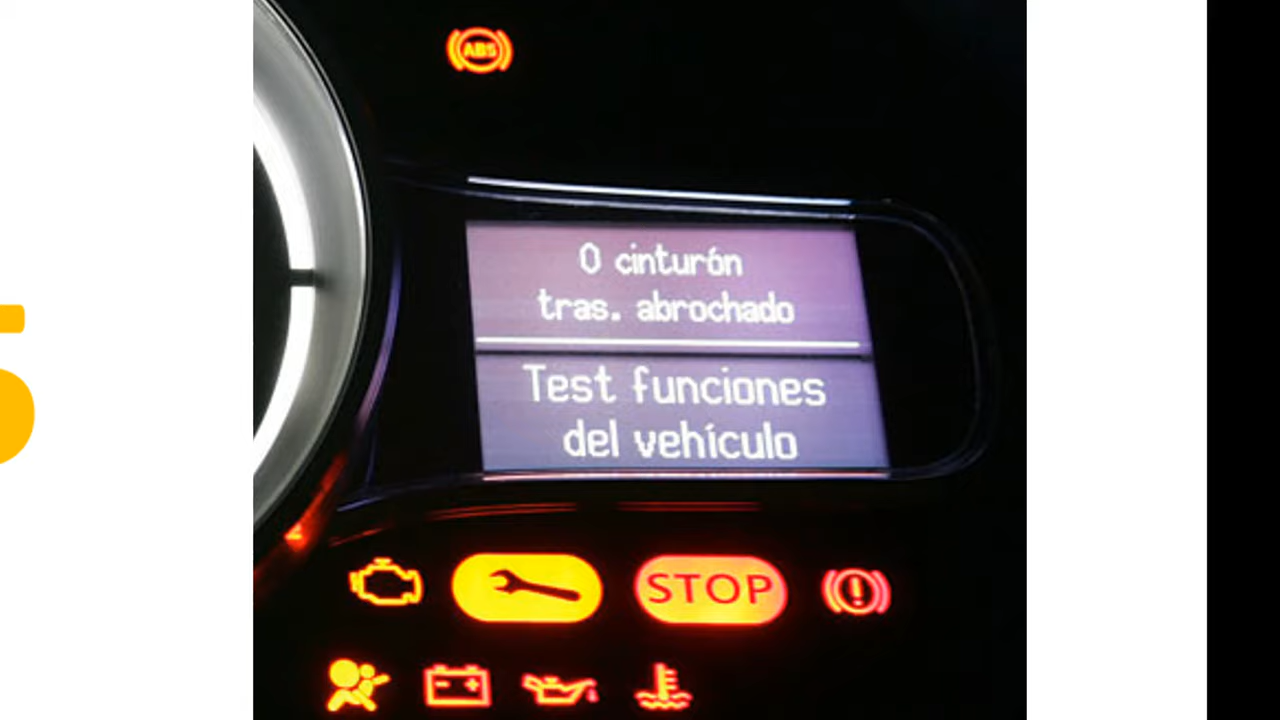 ABS
0 cinturón
tras. abrochado
Test funciones
del vehículo
STOP